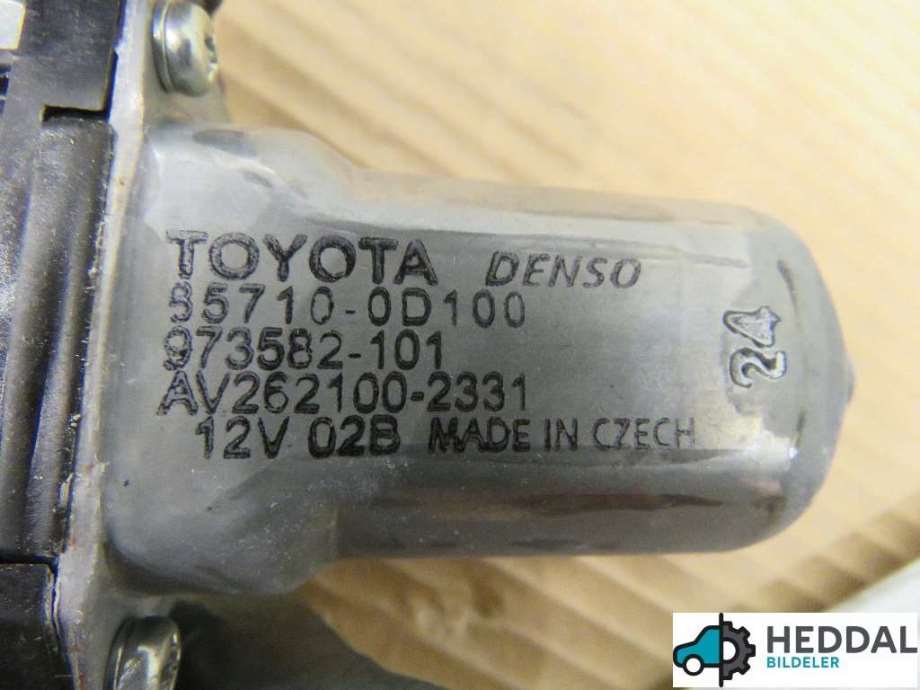 TOYOTA DENSO
85710-0D100
973582-101
AV262100-2331
12V 02B MADE IN CZECH
24
HEDDAL
BILDELER